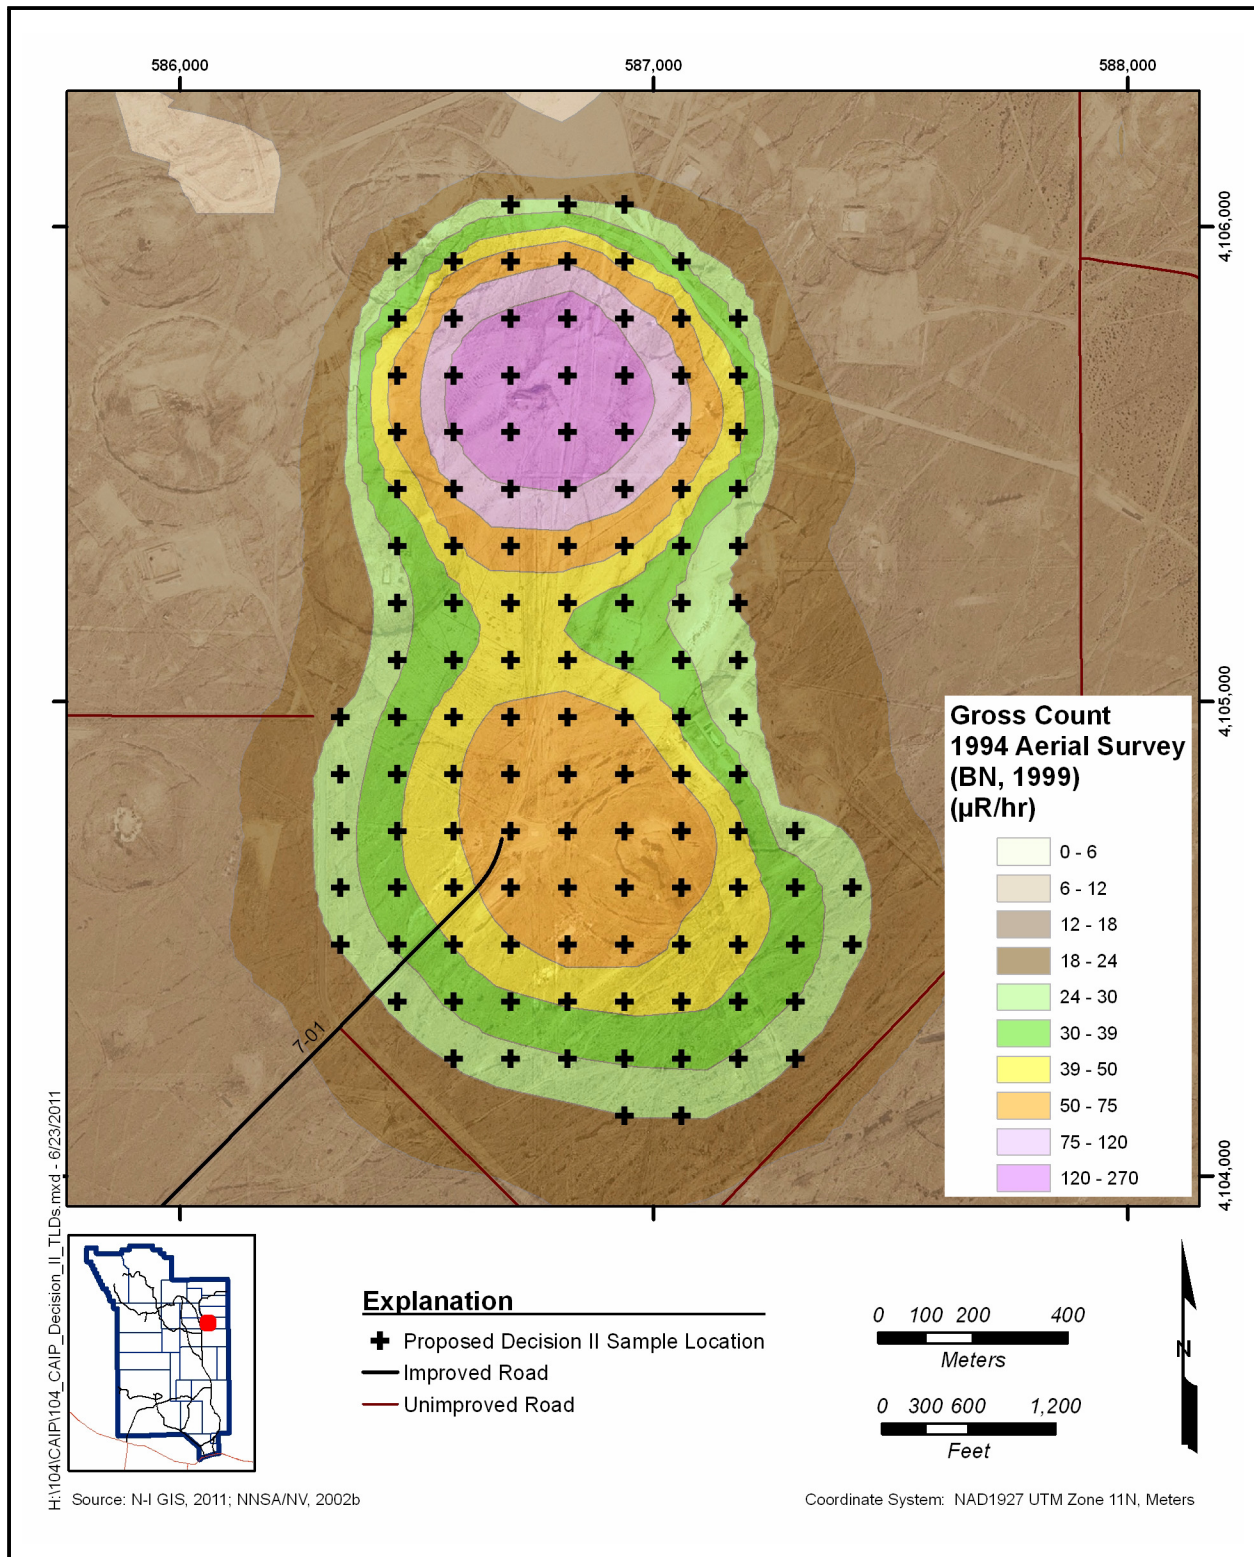 586,000
587,000
588,000
4,106,000
4,105,000
4,104,000
7-01
Gross Count
1994 Aerial Survey
(BN, 1999)
(µR/hr)
0 - 6
6 - 12
12 - 18
18 - 24
24 - 30
30 - 39
39 - 50
50 - 75
75 - 120
120 - 270
H:\104\CAIP\104_CAIP_Decision_II_TLDs.mxd - 6/23/2011
Explanation
Proposed Decision II Sample Location
Improved Road
Unimproved Road
0 100 200 400
Meters
0 300 600 1,200
Feet
N
Source: N-I GIS, 2011; NNSA/NV, 2002b
Coordinate System: NAD1927 UTM Zone 11N, Meters